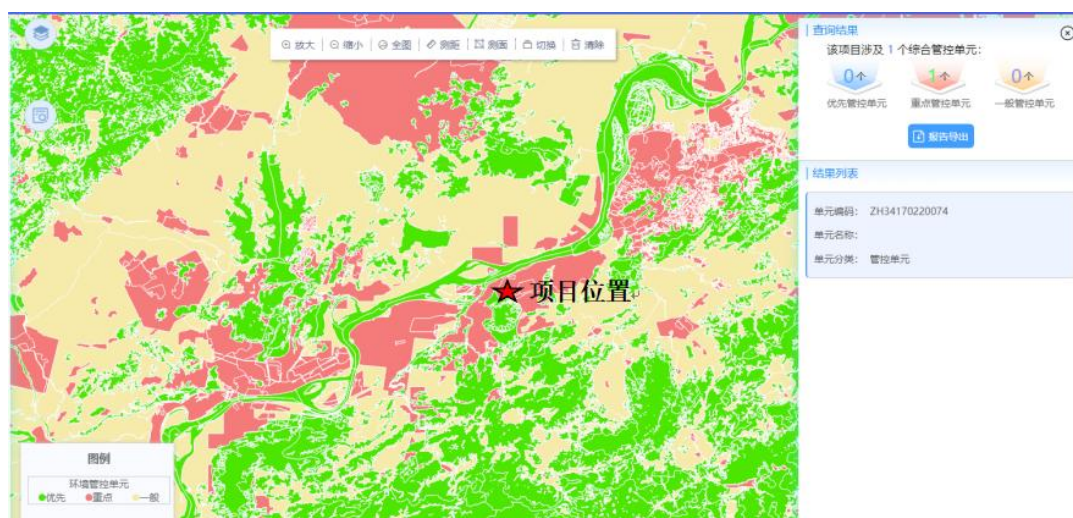 放大 缩小 全图 测距 测面 切换 清除
项目位置
图例
环境管控单元
优先 重点 一般
查询结果
该项目涉及 1 个综合管控单元：
0个 1个 0个
优先管控单元 重点管控单元 一般管控单元
报告导出
结果列表
单元编码： ZH34170220074
单元名称：
单元分类： 管控单元